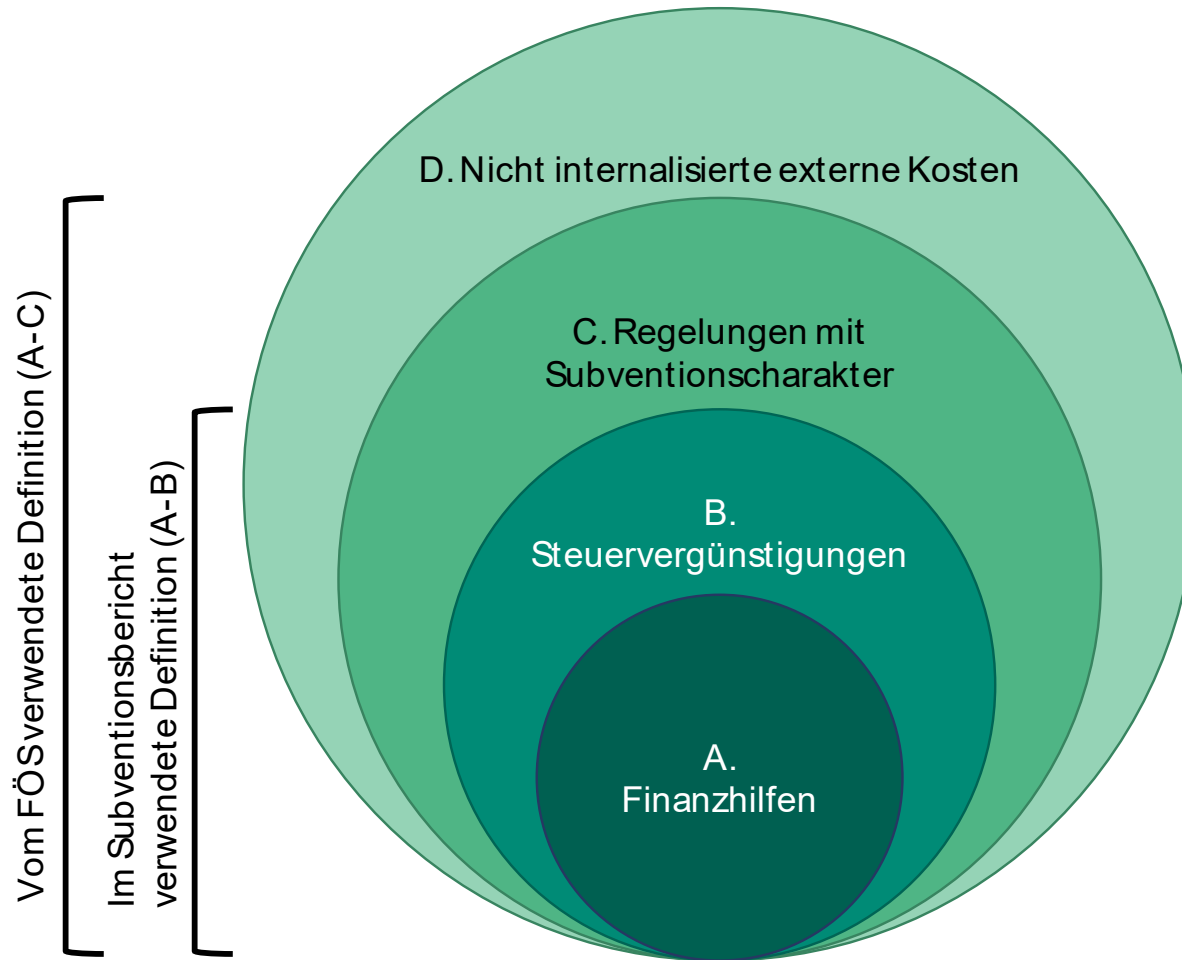 D. Nicht internalisierte externe Kosten
C. Regelungen mit
Subventionscharakter
B.
Steuervergünstigungen
A.
Finanzhilfen
Vom FÖS verwendete Definition (A-C)
Im Subventionsbericht
verwendete Definition (A-B)